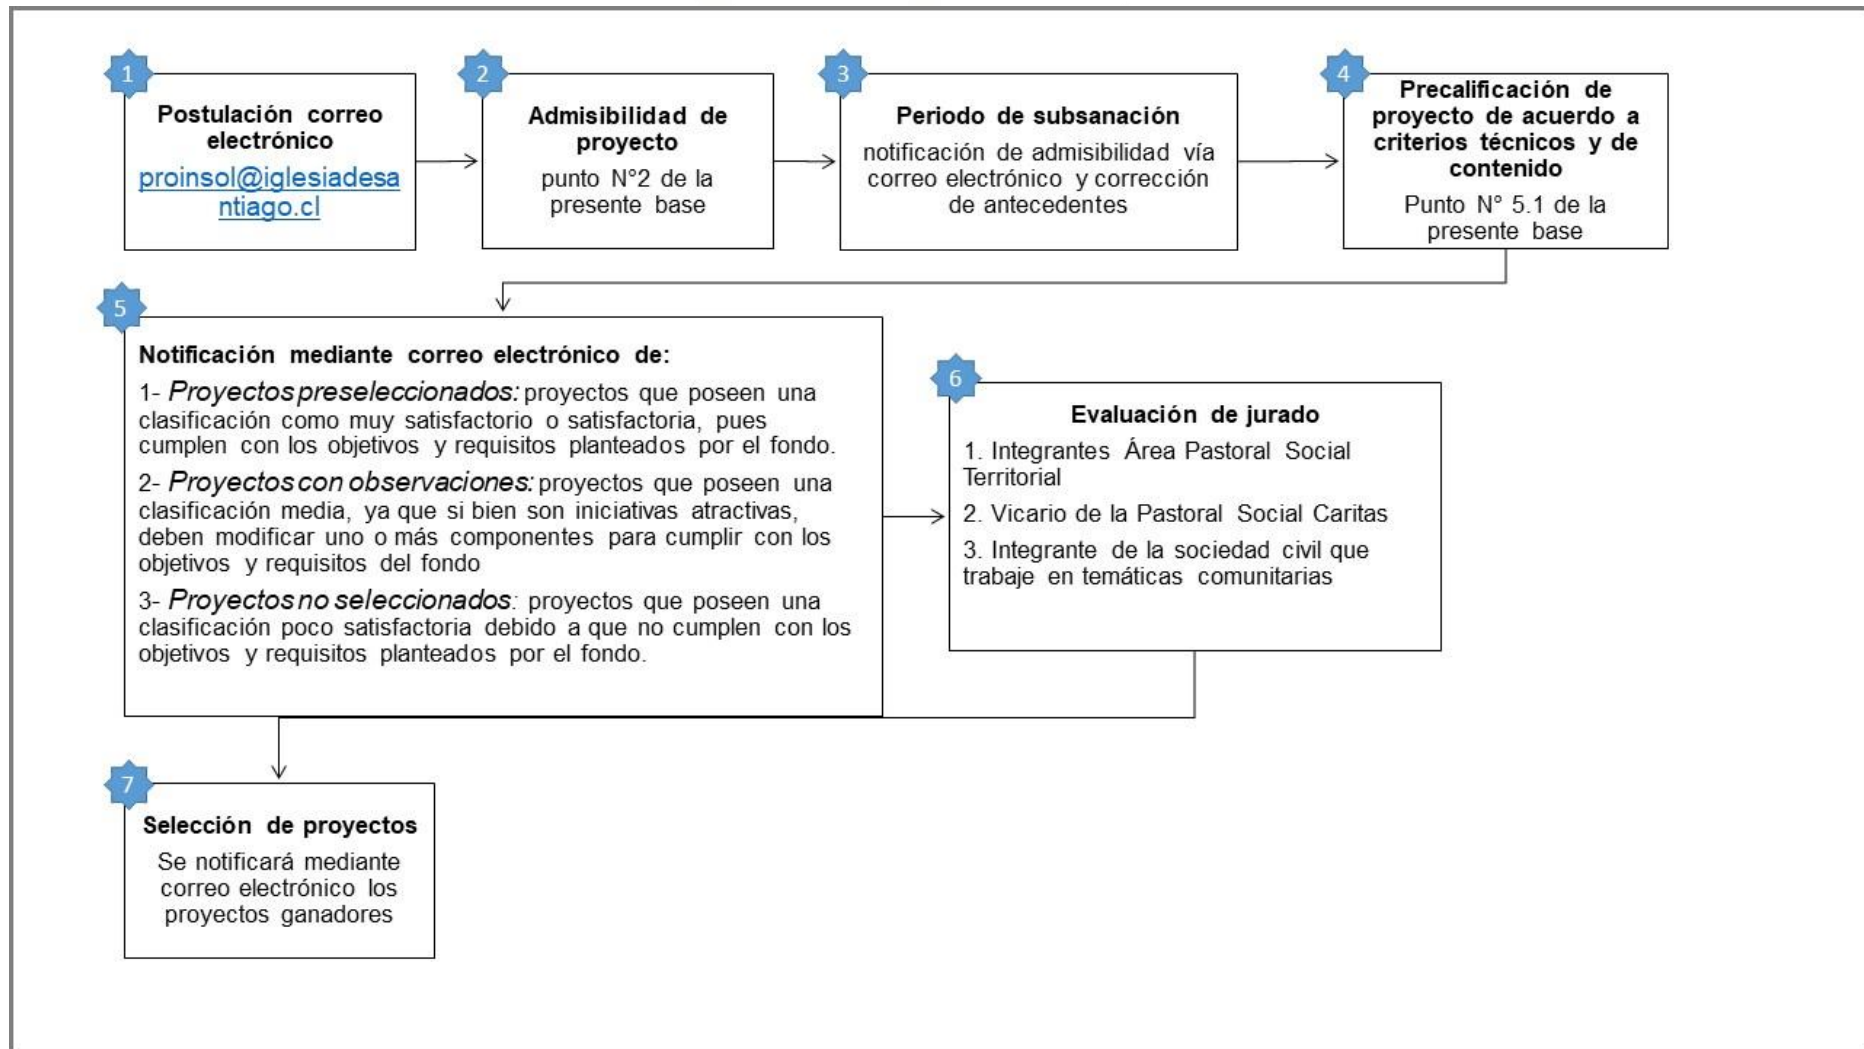 1
Postulación correo
electrónico
proinsol@iglesiadesa
ntiago.cl
2
Admisibilidad de
proyecto
punto N°2 de la
presente base
3
Periodo de subsanación
notificación de admisibilidad vía
correo electrónico y corrección
de antecedentes
4
Precalificación de
proyecto de acuerdo a
criterios técnicos y de
contenido
Punto N° 5.1 de la
presente base
5
Notificación mediante correo electrónico de:
1- Proyectos preseleccionados: proyectos que poseen una
clasificación como muy satisfactorio o satisfactoria, pues
cumplen con los objetivos y requisitos planteados por el fondo.
2- Proyectos con observaciones: proyectos que poseen una
clasificación media, ya que si bien son iniciativas atractivas,
deben modificar uno o más componentes para cumplir con los
objetivos y requisitos del fondo
3- Proyectos no seleccionados: proyectos que poseen una
clasificación poco satisfactoria debido a que no cumplen con los
objetivos y requisitos planteados por el fondo.
6
Evaluación de jurado
1. Integrantes Área Pastoral Social
Territorial
2. Vicario de la Pastoral Social Caritas
3. Integrante de la sociedad civil que
trabaje en temáticas comunitarias
7
Selección de proyectos
Se notificará mediante
correo electrónico los
proyectos ganadores